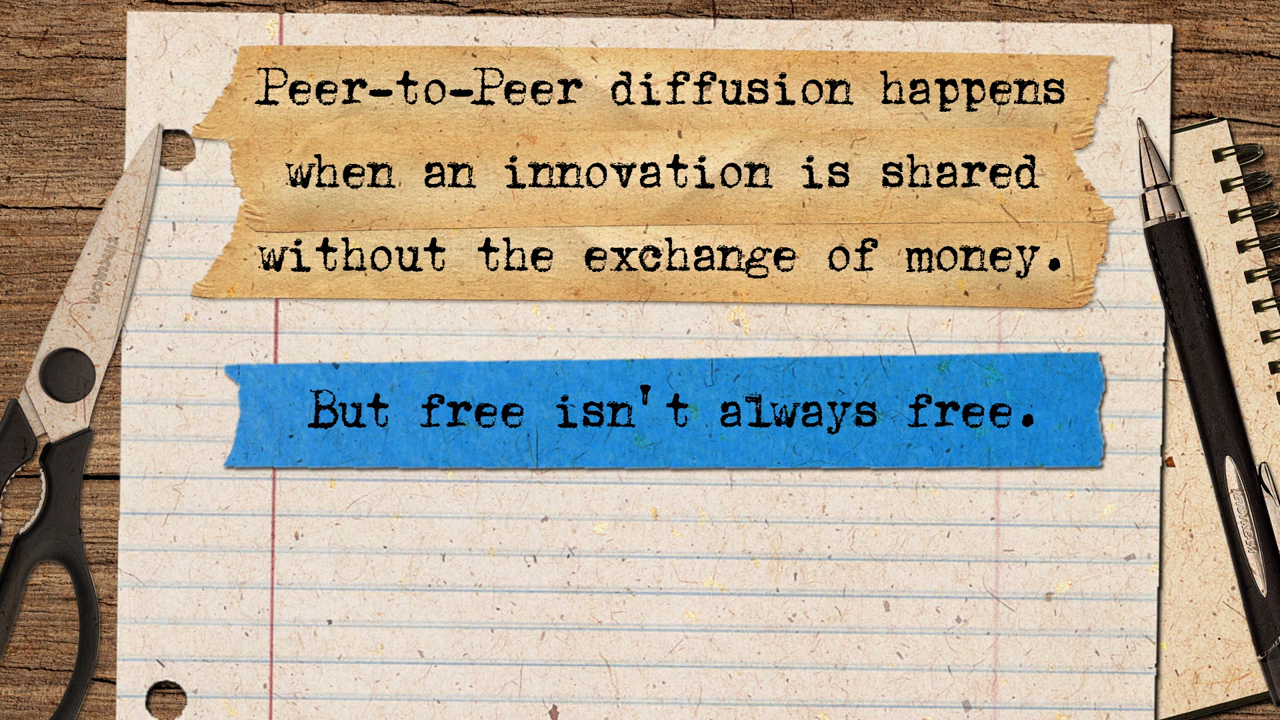 Peer-to-Peer diffusion happens
when an innovation is shared
without the exchange of money.
But free isn't always free.